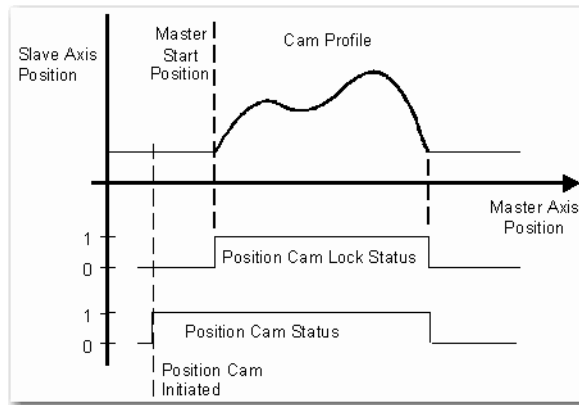 Slave Axis
Position
Master
Start
Position
Cam Profile
Master Axis
Position
1
0
Position Cam Lock Status
1
0
Position Cam Status
Position Cam
Initiated